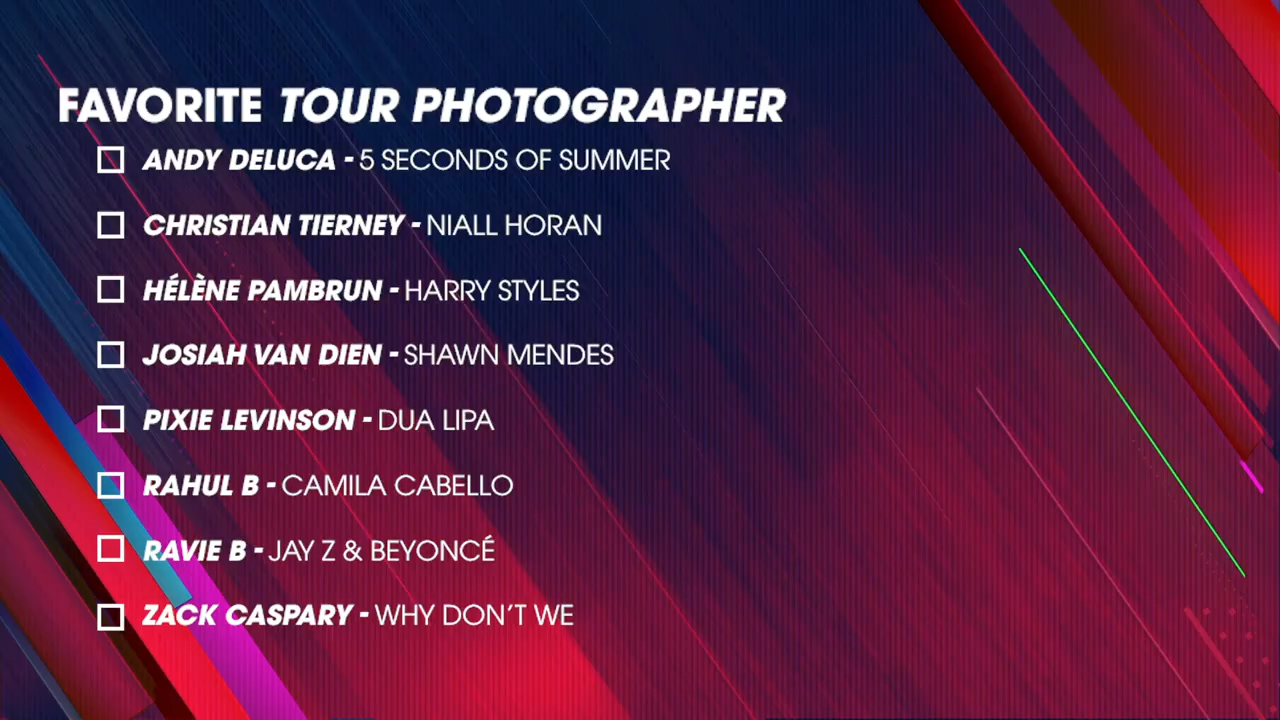 FAVORITE TOUR PHOTOGRAPHER
ANDY DELUCA - 5 SECONDS OF SUMMER
CHRISTIAN TIERNEY - NIALL HORAN
HÉLÈNE PAMBRUN - HARRY STYLES
JOSIAH VAN DIEN - SHAWN MENDES
PIXIE LEVINSON - DUA LIPA
RAHUL B - CAMILA CABELLO
RAVIE B - JAY Z & BEYONCÉ
ZACK CASPARY - WHY DON'T WE